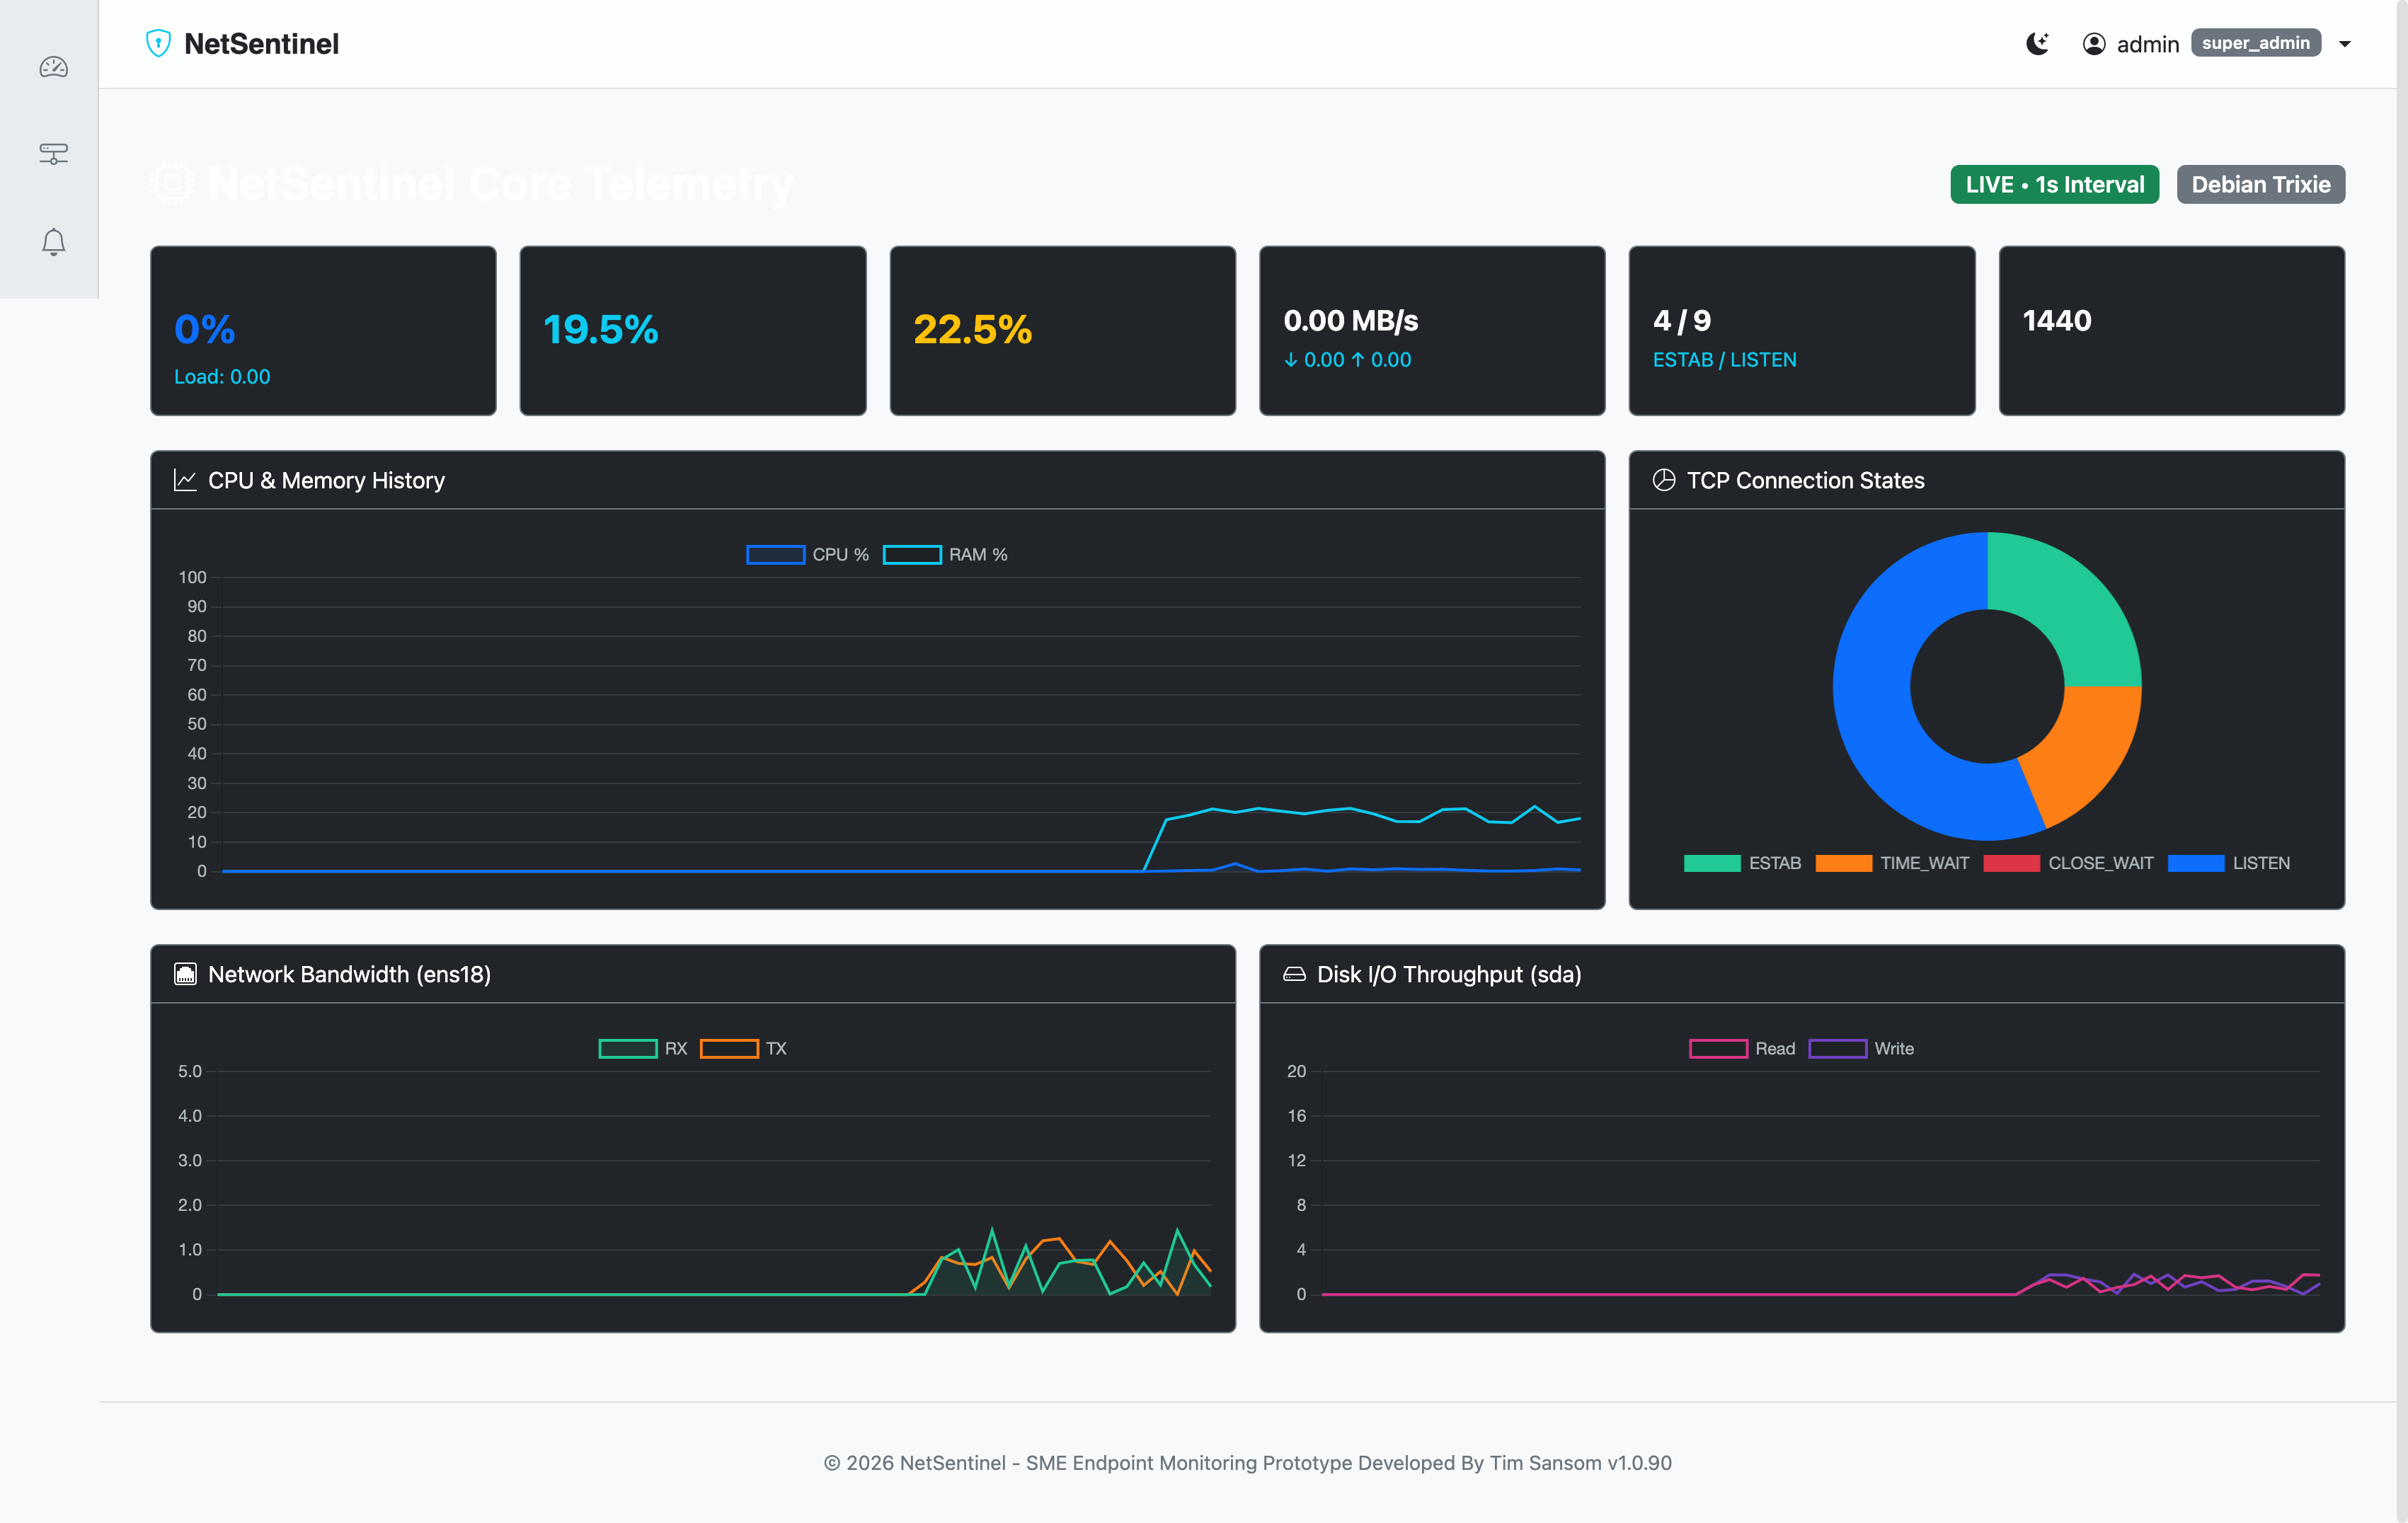 NetSentinel
admin super_admin
NetSentinel Core Telemetry
LIVE • 1s Interval Debian Trixie
0%
Load: 0.00
19.5%
22.5%
0.00 MB/s
↓ 0.00 ↑ 0.00
4 / 9
ESTAB / LISTEN
1440
CPU & Memory History
CPU % RAM %
100
90
80
70
60
50
40
30
20
10
0
TCP Connection States
ESTAB TIME_WAIT CLOSE_WAIT LISTEN
Network Bandwidth (ens18)
RX TX
5.0
4.0
3.0
2.0
1.0
0
Disk I/O Throughput (sda)
Read Write
20
16
12
8
4
0
© 2026 NetSentinel - SME Endpoint Monitoring Prototype Developed By Tim Sansom v1.0.90